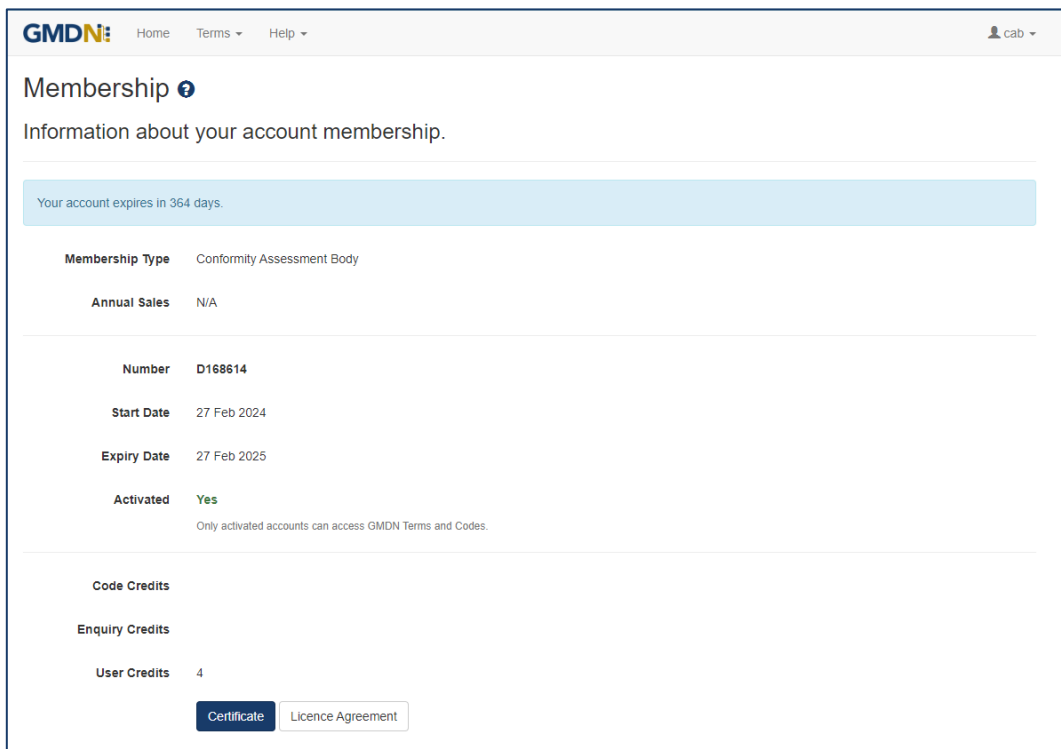 GMDN Home Terms Help cab
Membership ?
Information about your account membership.
Your account expires in 364 days.
Membership Type Conformity Assessment Body
Annual Sales N/A
Number D168614
Start Date 27 Feb 2024
Expiry Date 27 Feb 2025
Activated Yes
Only activated accounts can access GMDN Terms and Codes.
Code Credits
Enquiry Credits
User Credits 4
Certificate Licence Agreement